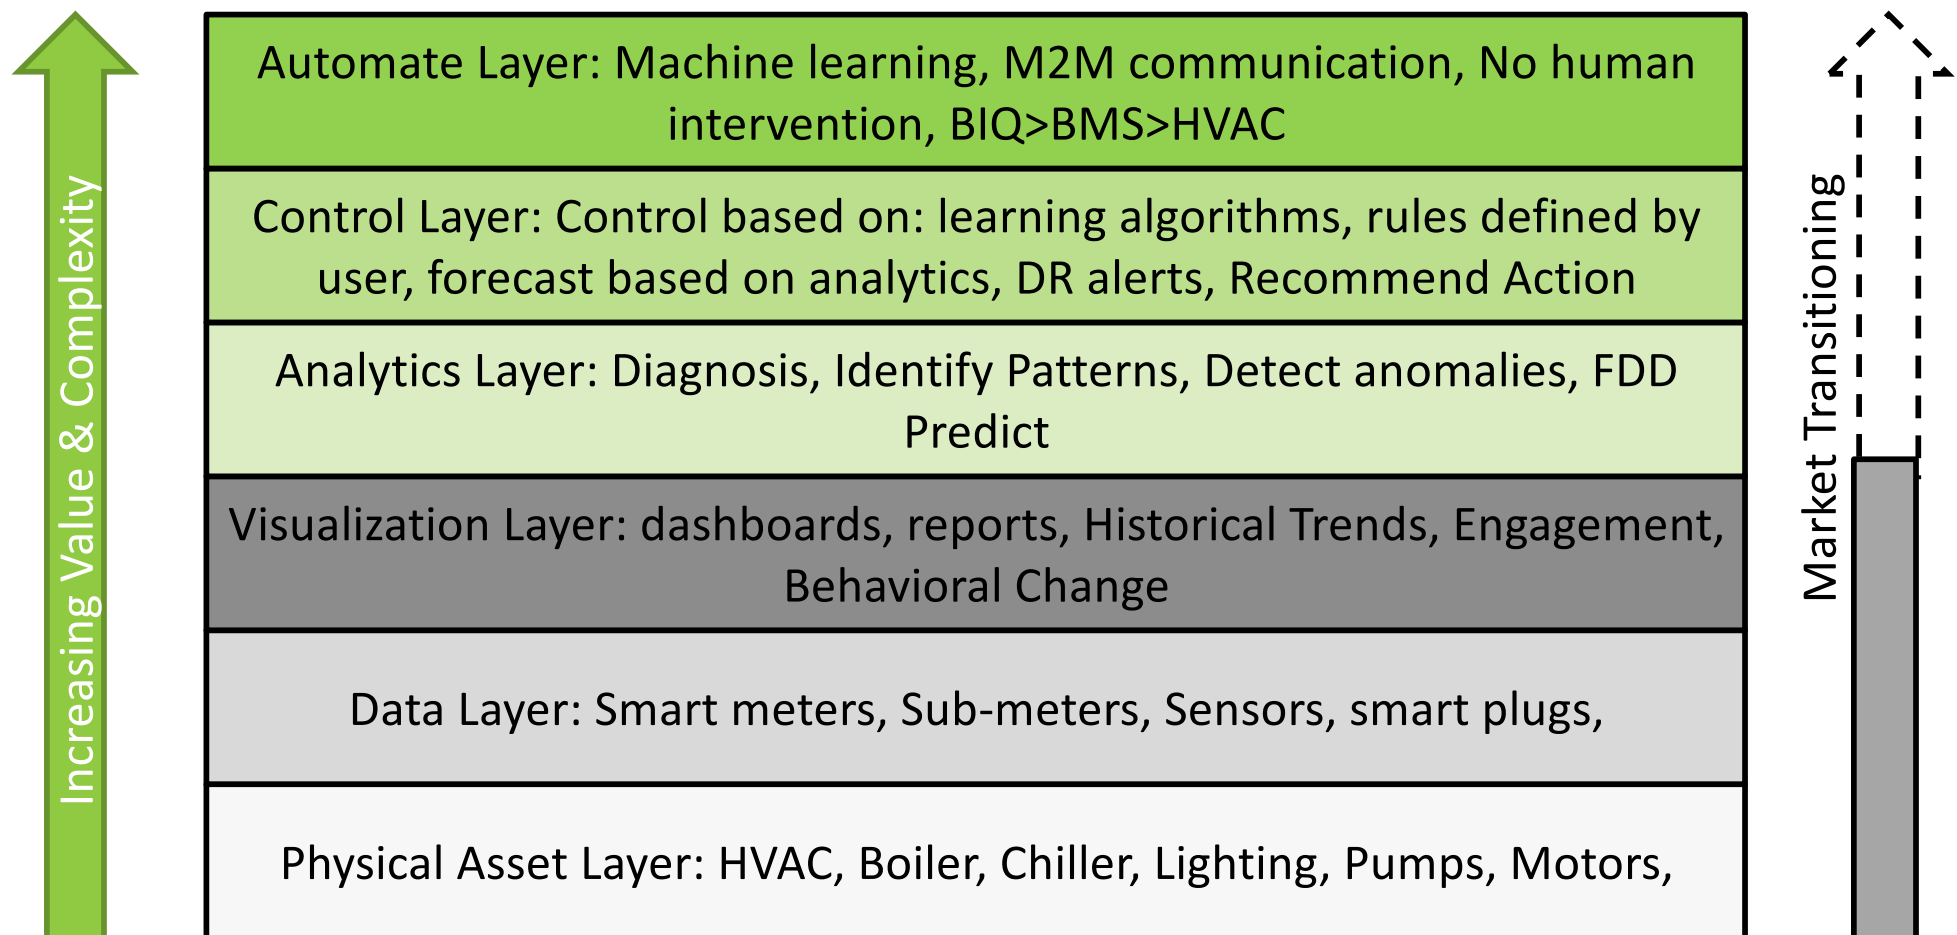 Automate Layer: Machine learning, M2M communication, No human
intervention, BIQ>BMS>HVAC
Control Layer: Control based on: learning algorithms, rules defined by
user, forecast based on analytics, DR alerts, Recommend Action
Analytics Layer: Diagnosis, Identify Patterns, Detect anomalies, FDD
Predict
Visualization Layer: dashboards, reports, Historical Trends, Engagement,
Behavioral Change
Data Layer: Smart meters, Sub-meters, Sensors, smart plugs,
Physical Asset Layer: HVAC, Boiler, Chiller, Lighting, Pumps, Motors,
Increasing Value & Complexity
Market Transitioning